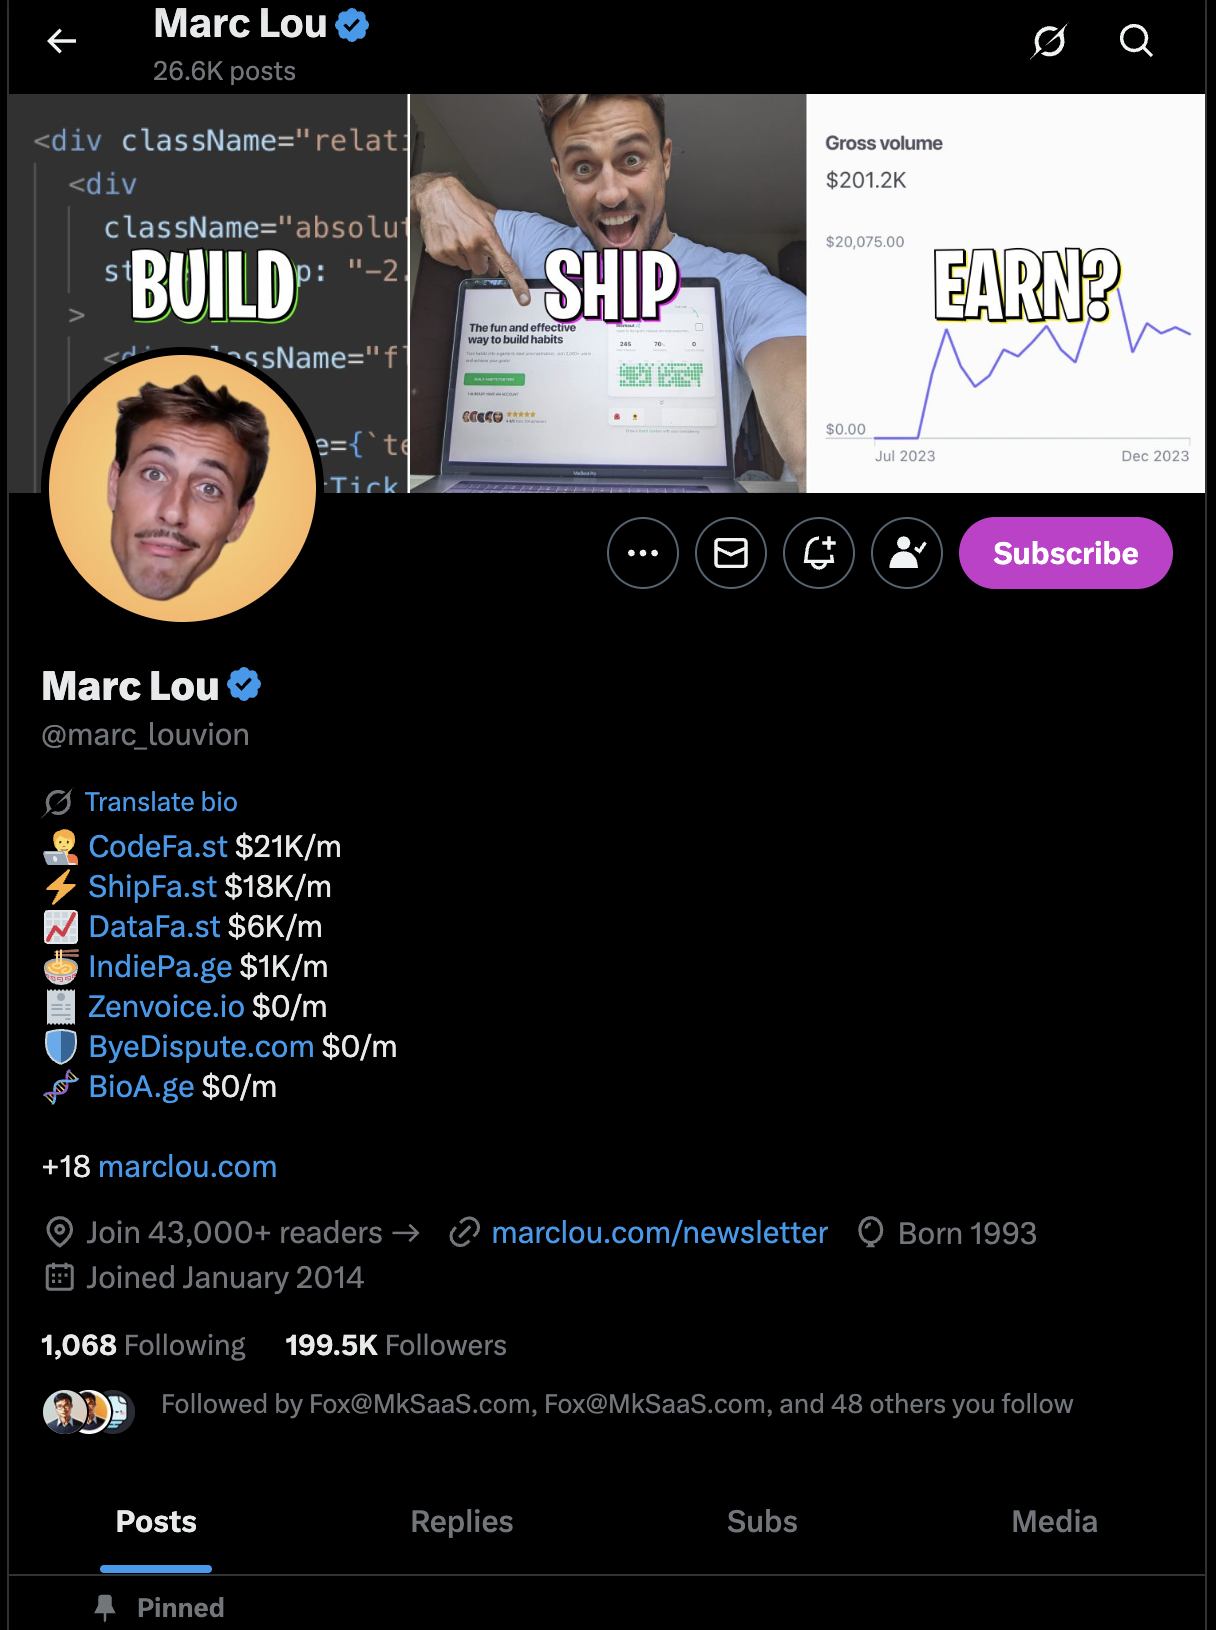 Marc Lou
26.6K posts
<div className="relati
<div
className="absolut
st p: "-2.
>
<d assName="fl
e={`te
Tick
BUILD
The fun and effective
way to build habits
245 70% 0
SHIP
Gross volume
$201.2K
$20,075.00
EARN?
$0.00
Jul 2023 Dec 2023
Subscribe
Marc Lou
@marc_louvion
Translate bio
CodeFa.st $21K/m
ShipFa.st $18K/m
DataFa.st $6K/m
IndiePa.ge $1K/m
Zenvoice.io $0/m
ByeDispute.com $0/m
BioA.ge $0/m
+18 marclou.com
Join 43,000+ readers → marclou.com/newsletter Born 1993
Joined January 2014
1,068 Following 199.5K Followers
Followed by Fox@MkSaaS.com, Fox@MkSaaS.com, and 48 others you follow
Posts Replies Subs Media
Pinned